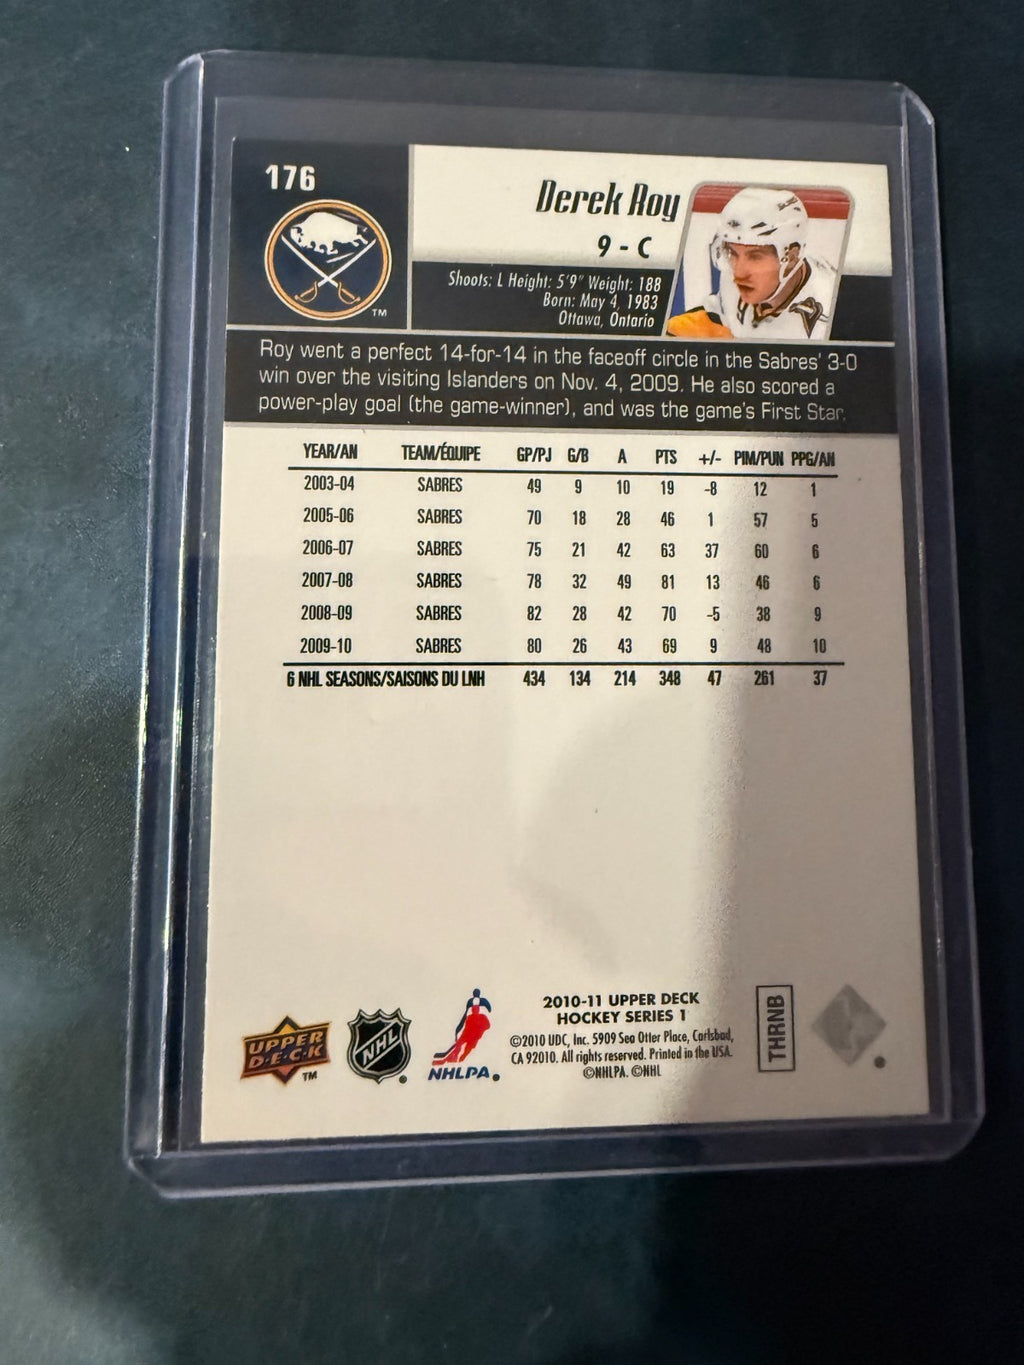 176
Derek Roy
9 - C
Shoots: L Height: 5'9" Weight: 188
Born: May 4, 1983
Ottawa, Ontario
TM
Roy went a perfect 14-for-14 in the faceoff circle in the Sabres' 3-0
win over the visiting Islanders on Nov. 4, 2009. He also scored a
power-play goal (the game-winner), and was the game's First Star.
YEAR/AN TEAM/ÉQUIPE GP/PJ G/B A PTS +/- PIM/PUN PPG/AN
2003-04 SABRES 49 9 10 19 -8 12 1
2005-06 SABRES 70 18 28 46 1 57 5
2006-07 SABRES 75 21 42 63 37 60 6
2007-08 SABRES 78 32 49 81 13 46 6
2008-09 SABRES 82 28 42 70 -5 38 9
2009-10 SABRES 80 26 43 69 9 48 10
6 NHL SEASONS/SAISONS DU LNH 434 134 214 348 47 261 37
UPPER
D·E·C·K
TM
NHL
NHLPA
2010-11 UPPER DECK
HOCKEY SERIES 1
©2010 UDC, Inc. 5909 Sea Otter Place, Carlsbad,
CA 92010. All rights reserved. Printed in the USA.
©NHLPA. ©NHL
THRNB